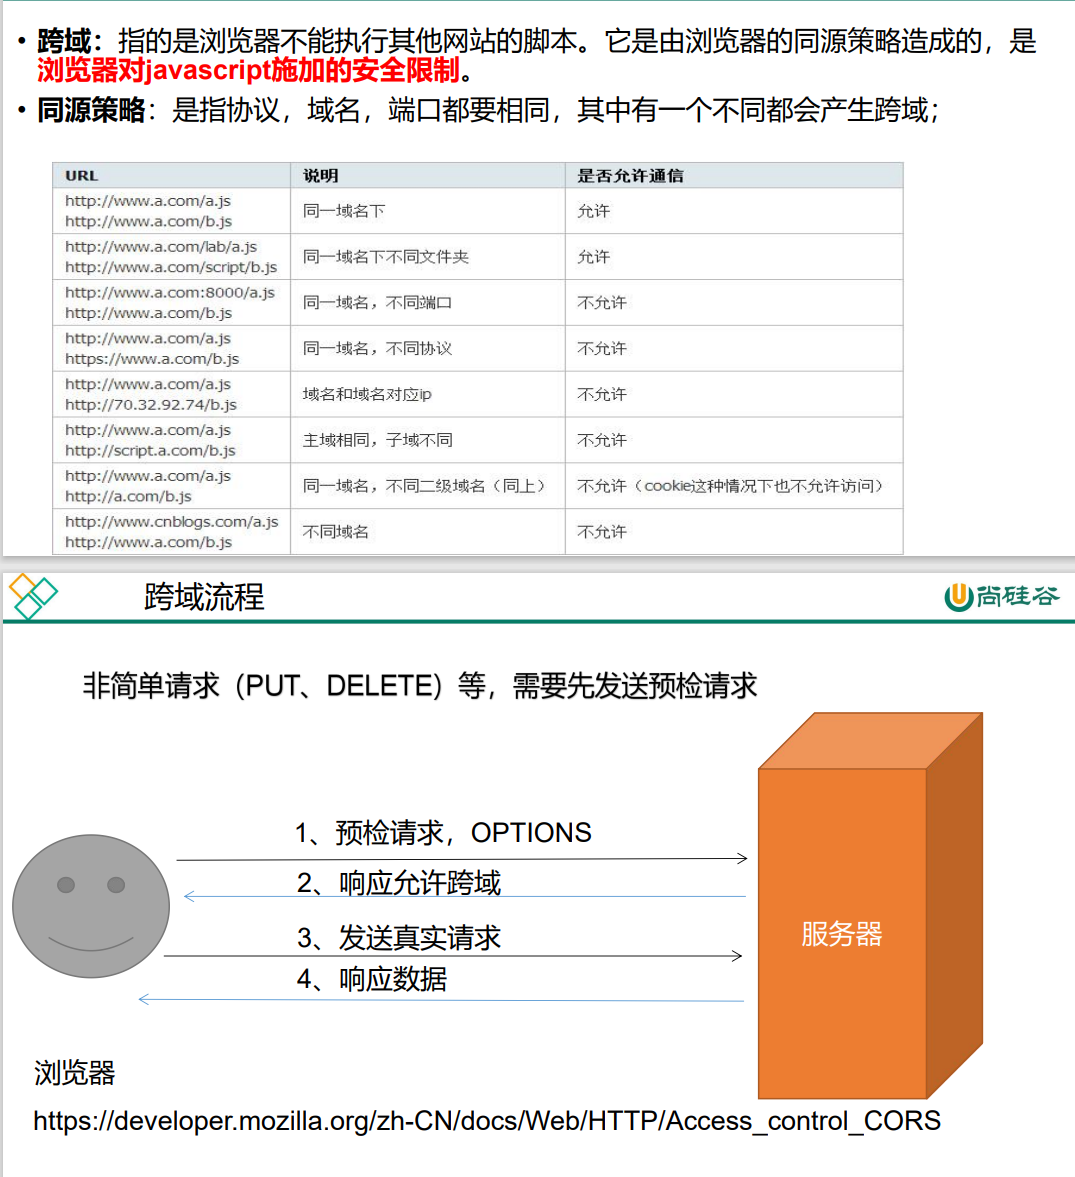 • 跨域：指的是浏览器不能执行其他网站的脚本。它是由浏览器的同源策略造成的，是
浏览器对javascript施加的安全限制。
• 同源策略：是指协议，域名，端口都要相同，其中有一个不同都会产生跨域；
URL 说明 是否允许通信
http://www.a.com/a.js
http://www.a.com/b.js
同一域名下
允许
http://www.a.com/lab/a.js
http://www.a.com/script/b.js
同一域名下不同文件夹
允许
http://www.a.com:8000/a.js
http://www.a.com/b.js
同一域名，不同端口
不允许
http://www.a.com/a.js
https://www.a.com/b.js
同一域名，不同协议
不允许
http://www.a.com/a.js
http://70.32.92.74/b.js
域名和域名对应ip
不允许
http://www.a.com/a.js
http://script.a.com/b.js
主域相同，子域不同
不允许
http://www.a.com/a.js
http://a.com/b.js
同一域名，不同二级域名（同上）
不允许（cookie这种情况下也不允许访问）
http://www.cnblogs.com/a.js
http://www.a.com/b.js
不同域名
不允许
跨域流程
尚硅谷
非简单请求（PUT、DELETE）等，需要先发送预检请求
1、预检请求，OPTIONS
2、响应允许跨域
3、发送真实请求
4、响应数据
服务器
浏览器
https://developer.mozilla.org/zh-CN/docs/Web/HTTP/Access_control_CORS